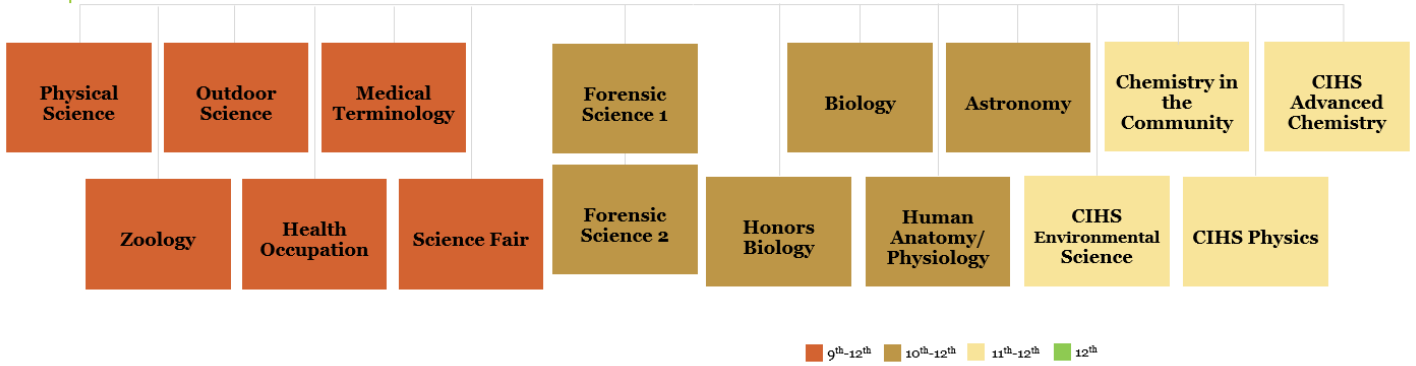 Physical
Science
Outdoor
Science
Medical
Terminology
Forensic
Science 1
Biology
Astronomy
Chemistry in
the
Community
CIHS
Advanced
Chemistry
Zoology
Health
Occupation
Science Fair
Forensic
Science 2
Honors
Biology
Human
Anatomy/
Physiology
CIHS
Environmental
Science
CIHS Physics
9th-12th 10th-12th 11th-12th 12th